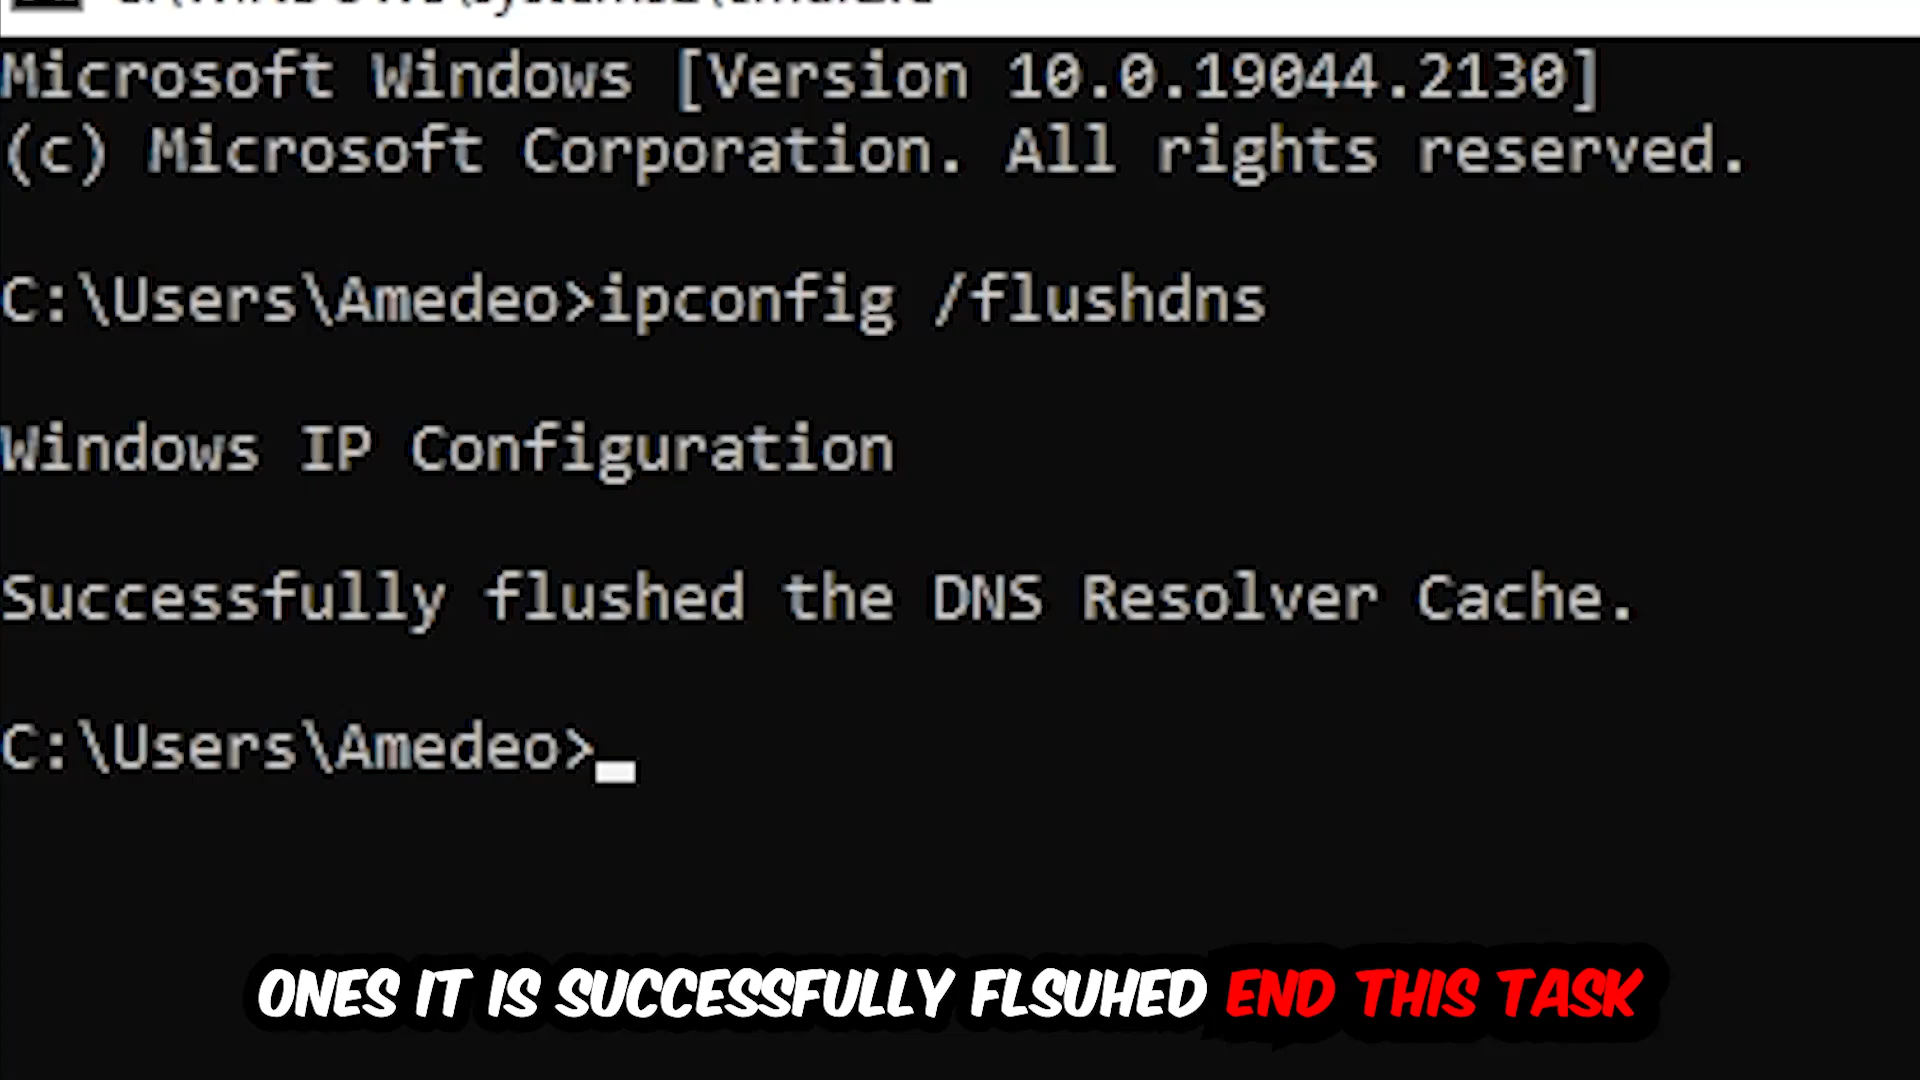 Microsoft Windows [Version 10.0.19044.2130]
(c) Microsoft Corporation. All rights reserved.
C:\Users\Amedeo>ipconfig /flushdns
Windows IP Configuration
Successfully flushed the DNS Resolver Cache.
C:\Users\Amedeo>
ONES IT IS SUCCESSFULLY FLSUHED END THIS TASK